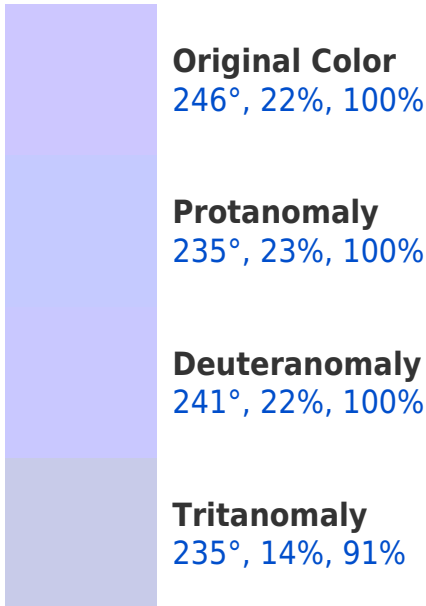 Original Color
246°, 22%, 100%
Protanomaly
235°, 23%, 100%
Deuteranomaly
241°, 22%, 100%
Tritanomaly
235°, 14%, 91%